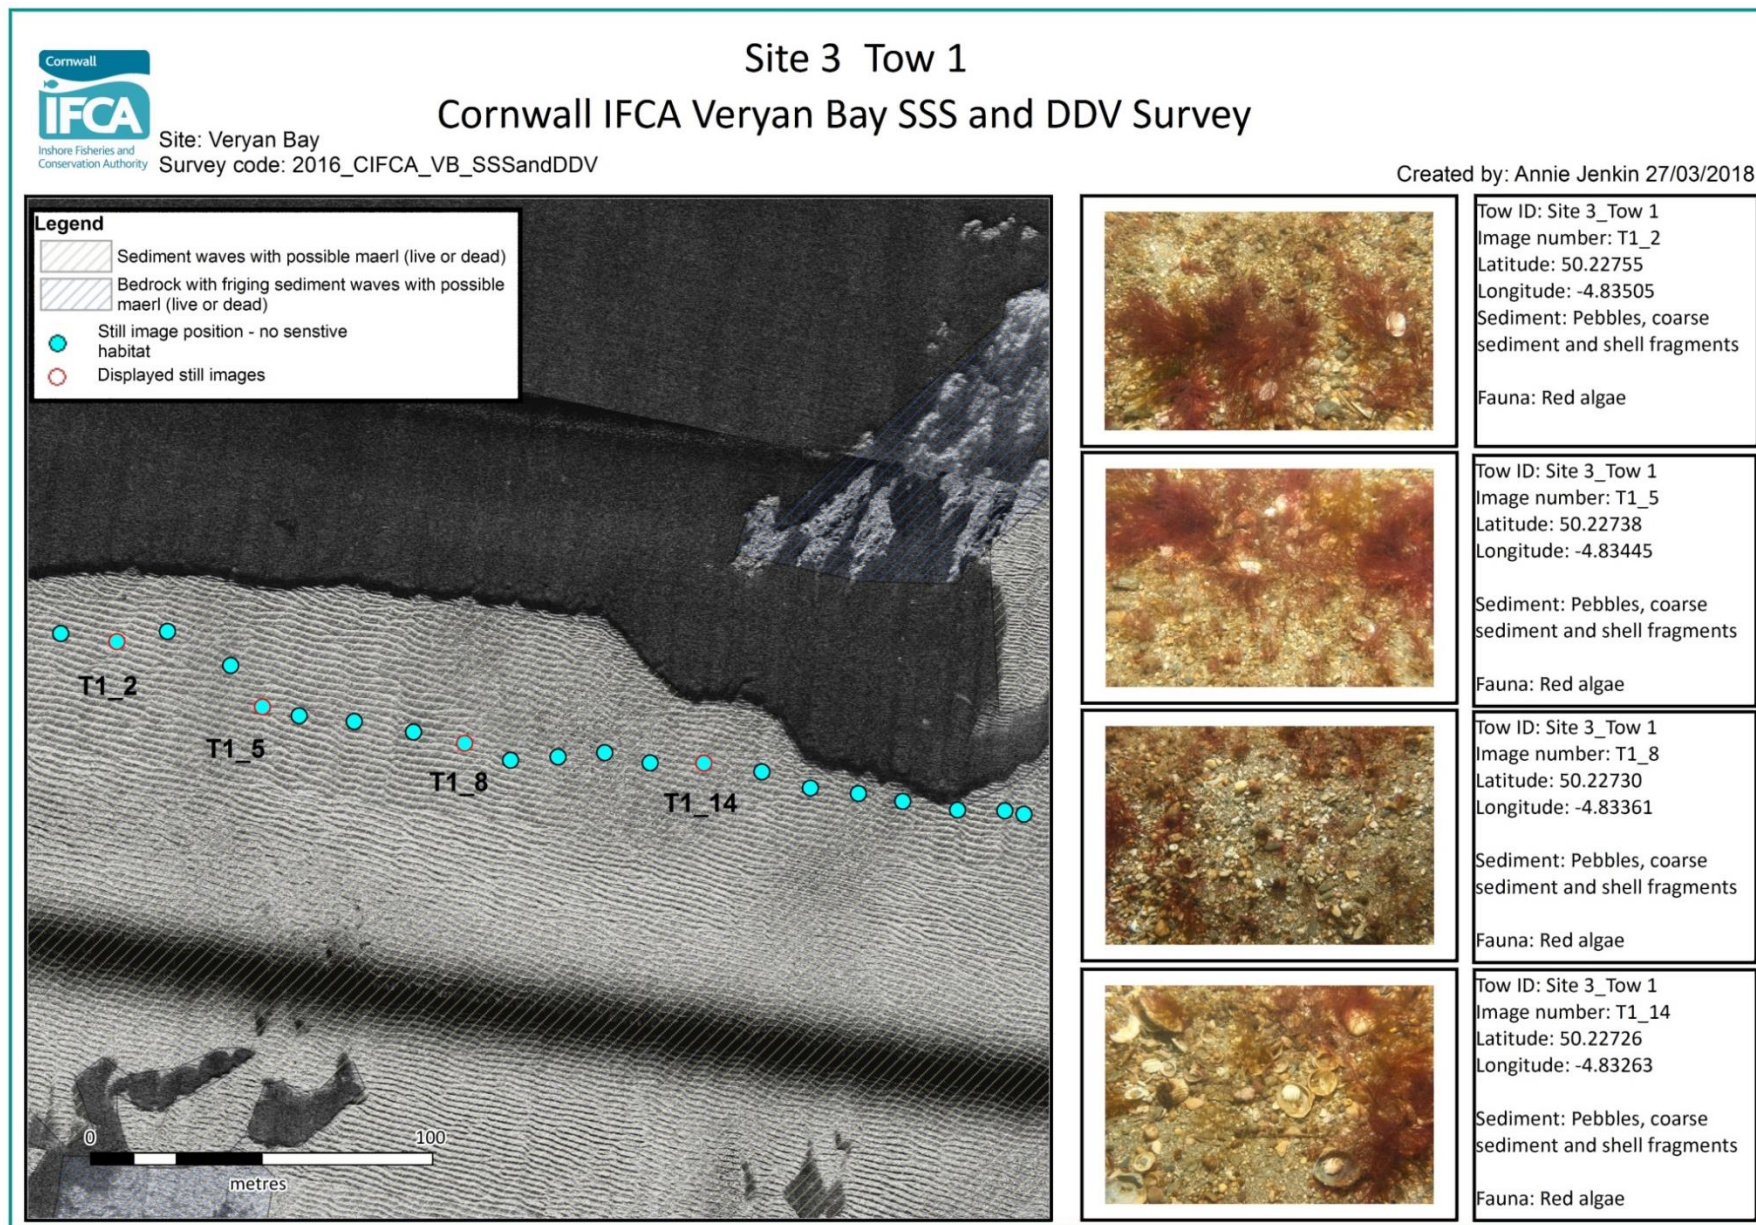 Site 3 Tow 1
Cornwall IFCA Veryan Bay SSS and DDV Survey
Cornwall
IFCA
Inshore Fisheries and
Conservation Authority
Site: Veryan Bay
Survey code: 2016_CIFCA_VB_SSSandDDV
Created by: Annie Jenkin 27/03/2018
Legend
Sediment waves with possible maerl (live or dead)
Bedrock with friging sediment waves with possible
maerl (live or dead)
Still image position - no senstive
habitat
Displayed still images
T1_2
T1_5
T1_8
T1_14
0
100
metres
Tow ID: Site 3_Tow 1
Image number: T1_2
Latitude: 50.22755
Longitude: -4.83505
Sediment: Pebbles, coarse
sediment and shell fragments
Fauna: Red algae
Tow ID: Site 3_Tow 1
Image number: T1_5
Latitude: 50.22738
Longitude: -4.83445
Sediment: Pebbles, coarse
sediment and shell fragments
Fauna: Red algae
Tow ID: Site 3_Tow 1
Image number: T1_8
Latitude: 50.22730
Longitude: -4.83361
Sediment: Pebbles, coarse
sediment and shell fragments
Fauna: Red algae
Tow ID: Site 3_Tow 1
Image number: T1_14
Latitude: 50.22726
Longitude: -4.83263
Sediment: Pebbles, coarse
sediment and shell fragments
Fauna: Red algae